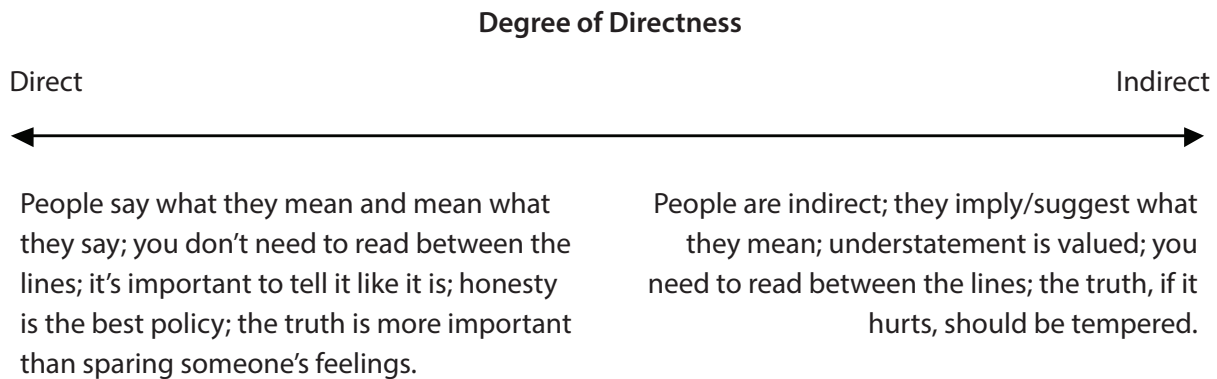 Degree of Directness
Direct
Indirect
People say what they mean and mean what
they say; you don’t need to read between the
lines; it’s important to tell it like it is; honesty
is the best policy; the truth is more important
than sparing someone’s feelings.
People are indirect; they imply/suggest what
they mean; understatement is valued; you
need to read between the lines; the truth, if it
hurts, should be tempered.